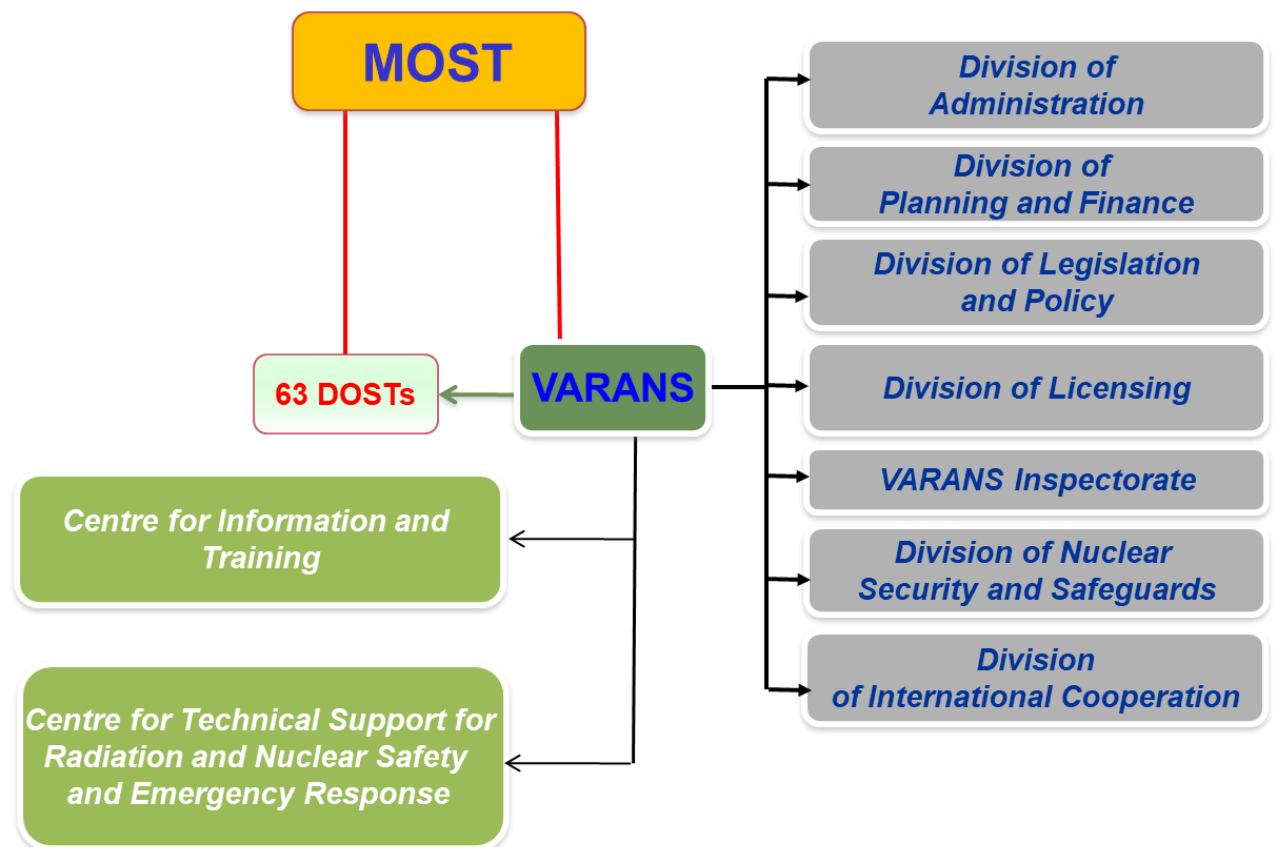 MOST
63 DOSTs
VARANS
Centre for Information and
Training
Centre for Technical Support for
Radiation and Nuclear Safety
and Emergency Response
Division of
Administration
Division of
Planning and Finance
Division of Legislation
and Policy
Division of Licensing
VARANS Inspectorate
Division of Nuclear
Security and Safeguards
Division
of International Cooperation